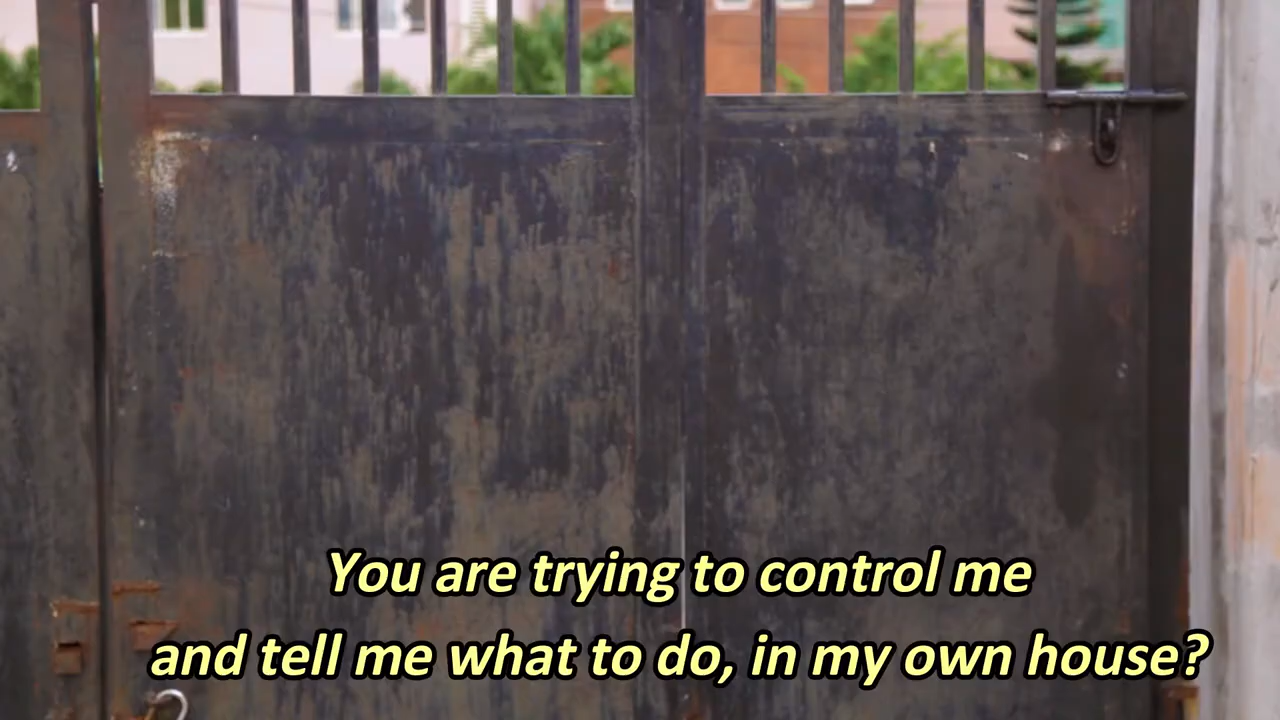 You are trying to control me
and tell me what to do, in my own house?